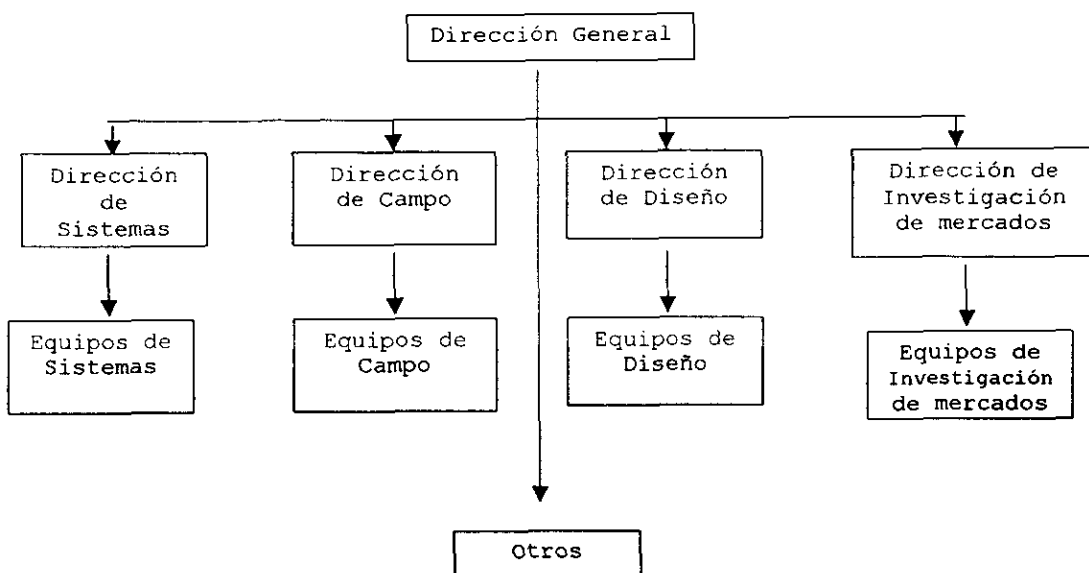 Dirección General
Dirección
de
Sistemas
Dirección
de Campo
Dirección
de Diseño
Dirección de
Investigación
de mercados
Equipos de
Sistemas
Equipos de
Campo
Equipos de
Diseño
Equipos de
Investigación
de mercados
Otros